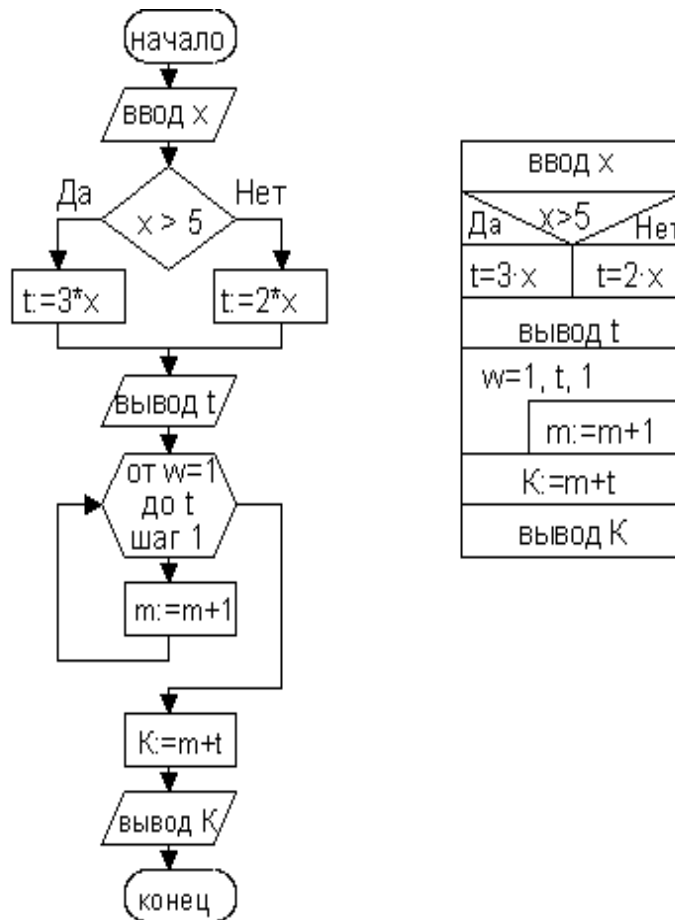 начало
ввод x
Да
Нет
x > 5
t:=3*x
t:=2*x
вывод t
от w=1
до t
шаг 1
m:=m+1
К:=m+t
вывод К
конец
ввод x
x>5
Да
Нет
t=3·x
t=2·x
вывод t
w=1, t, 1
m:=m+1
К:=m+t
вывод К